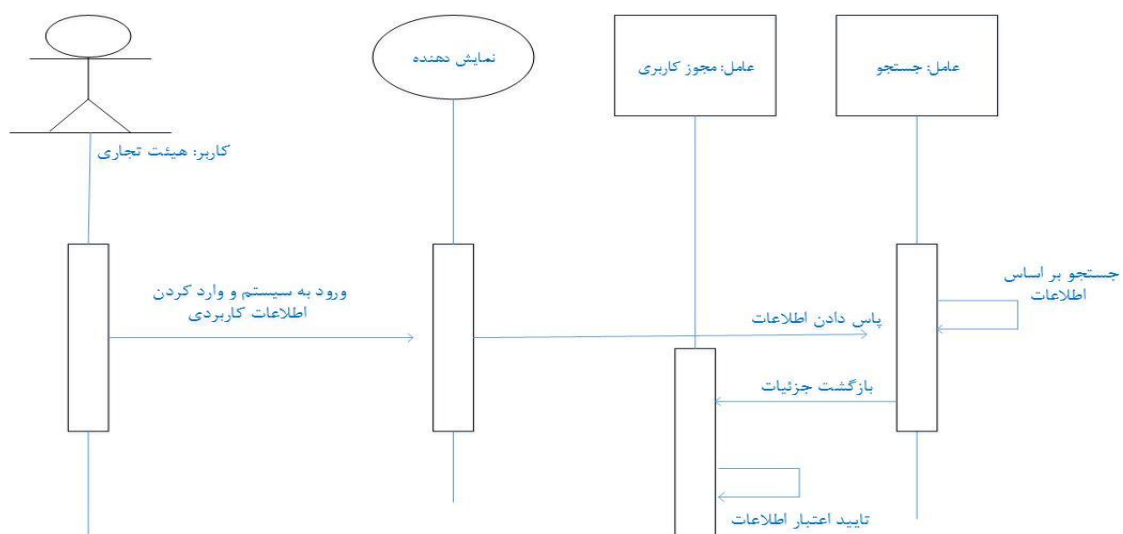 عامل: جستجو
عامل: مجوز کاربری
نمایش دهنده
کاربر: هیئت تجاری
جستجو بر اساس
اطلاعات
ورود به سیستم و وارد کردن
اطلاعات کاربردی
پاس دادن اطلاعات
بازگشت جزئیات
تایید اعتبار اطلاعات